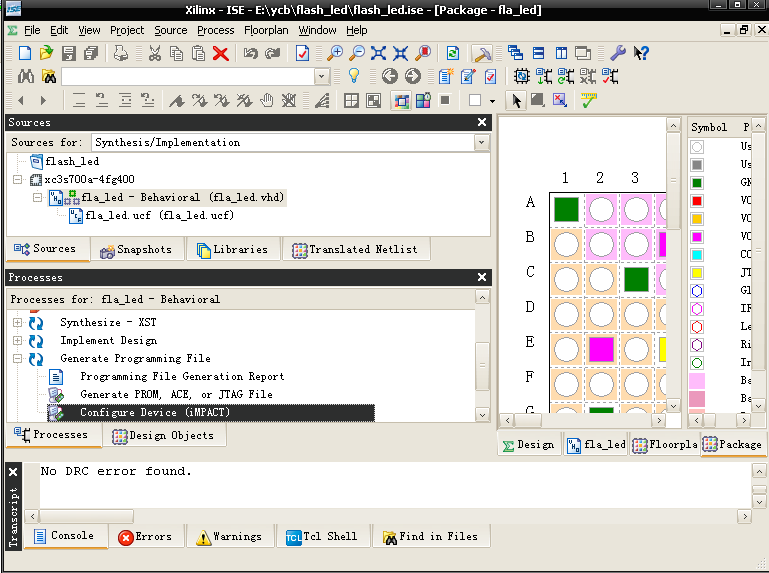 Xilinx - ISE - E:\ycb\flash_led\flash_led.ise - [Package - fla_led]
File Edit View Project Source Process Floorplan Window Help
Sources
Sources for: Synthesis/Implementation
flash_led
xc3s700a-4fg400
fla_led - Behavioral (fla_led.vhd)
fla_led.ucf (fla_led.ucf)
Sources Snapshots Libraries Translated Netlist
Processes
Processes for: fla_led - Behavioral
Synthesize - XST
Implement Design
Generate Programming File
Programming File Generation Report
Generate PROM, ACE, or JTAG File
Configure Device (iMPACT)
Processes Design Objects
1 2 3
A
B
C
D
E
F
G
Symbol P
Us
Us
GN
VC
VC
VC
CO
JT
Gl
IR
Le
Ri
In
Ba
Ba
Design fla_led Floorpla Package
No DRC error found.
Transcript
Console Errors Warnings Tcl Shell Find in Files